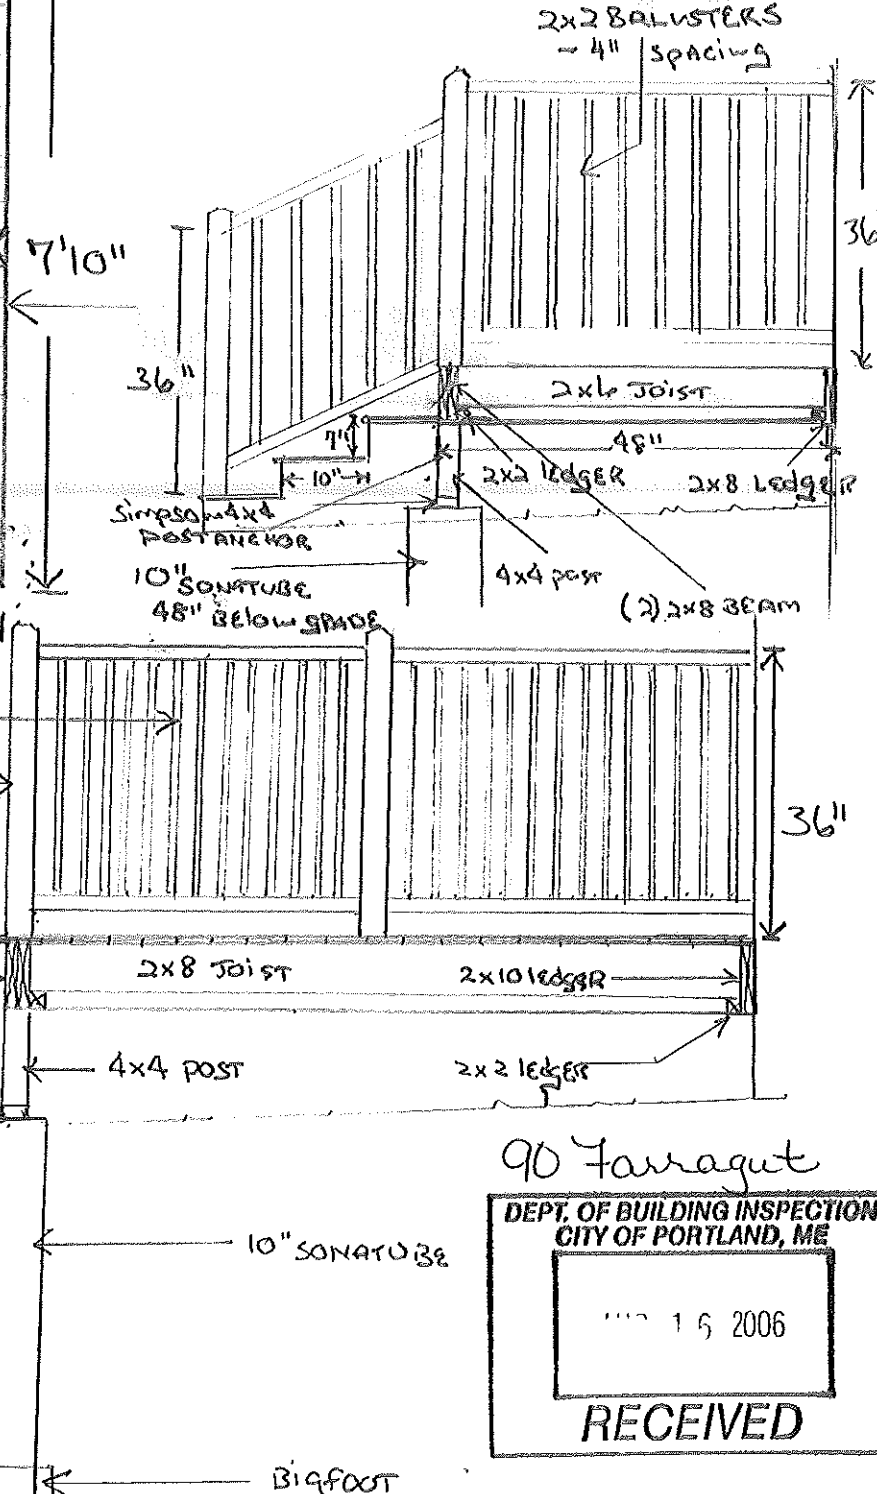 2x2 BALUSTERS
- 4" SPACING
7'10"
36"
36
2x6 JOIST
7"
10"
48"
2x2 ledgER
2x8 LedgER
Simpson 4x4
POST ANCHOR
10" SONATUBE
48" BELOW GRADE
4x4 post
(2) 2x8 BEAM
36"
2x8 JOIST
2x10 ledgER
4x4 POST
2x2 ledgER
90 Farragut
DEPT. OF BUILDING INSPECTION
CITY OF PORTLAND, ME
16 2006
RECEIVED
10" SONATUBE
BIGFOOT